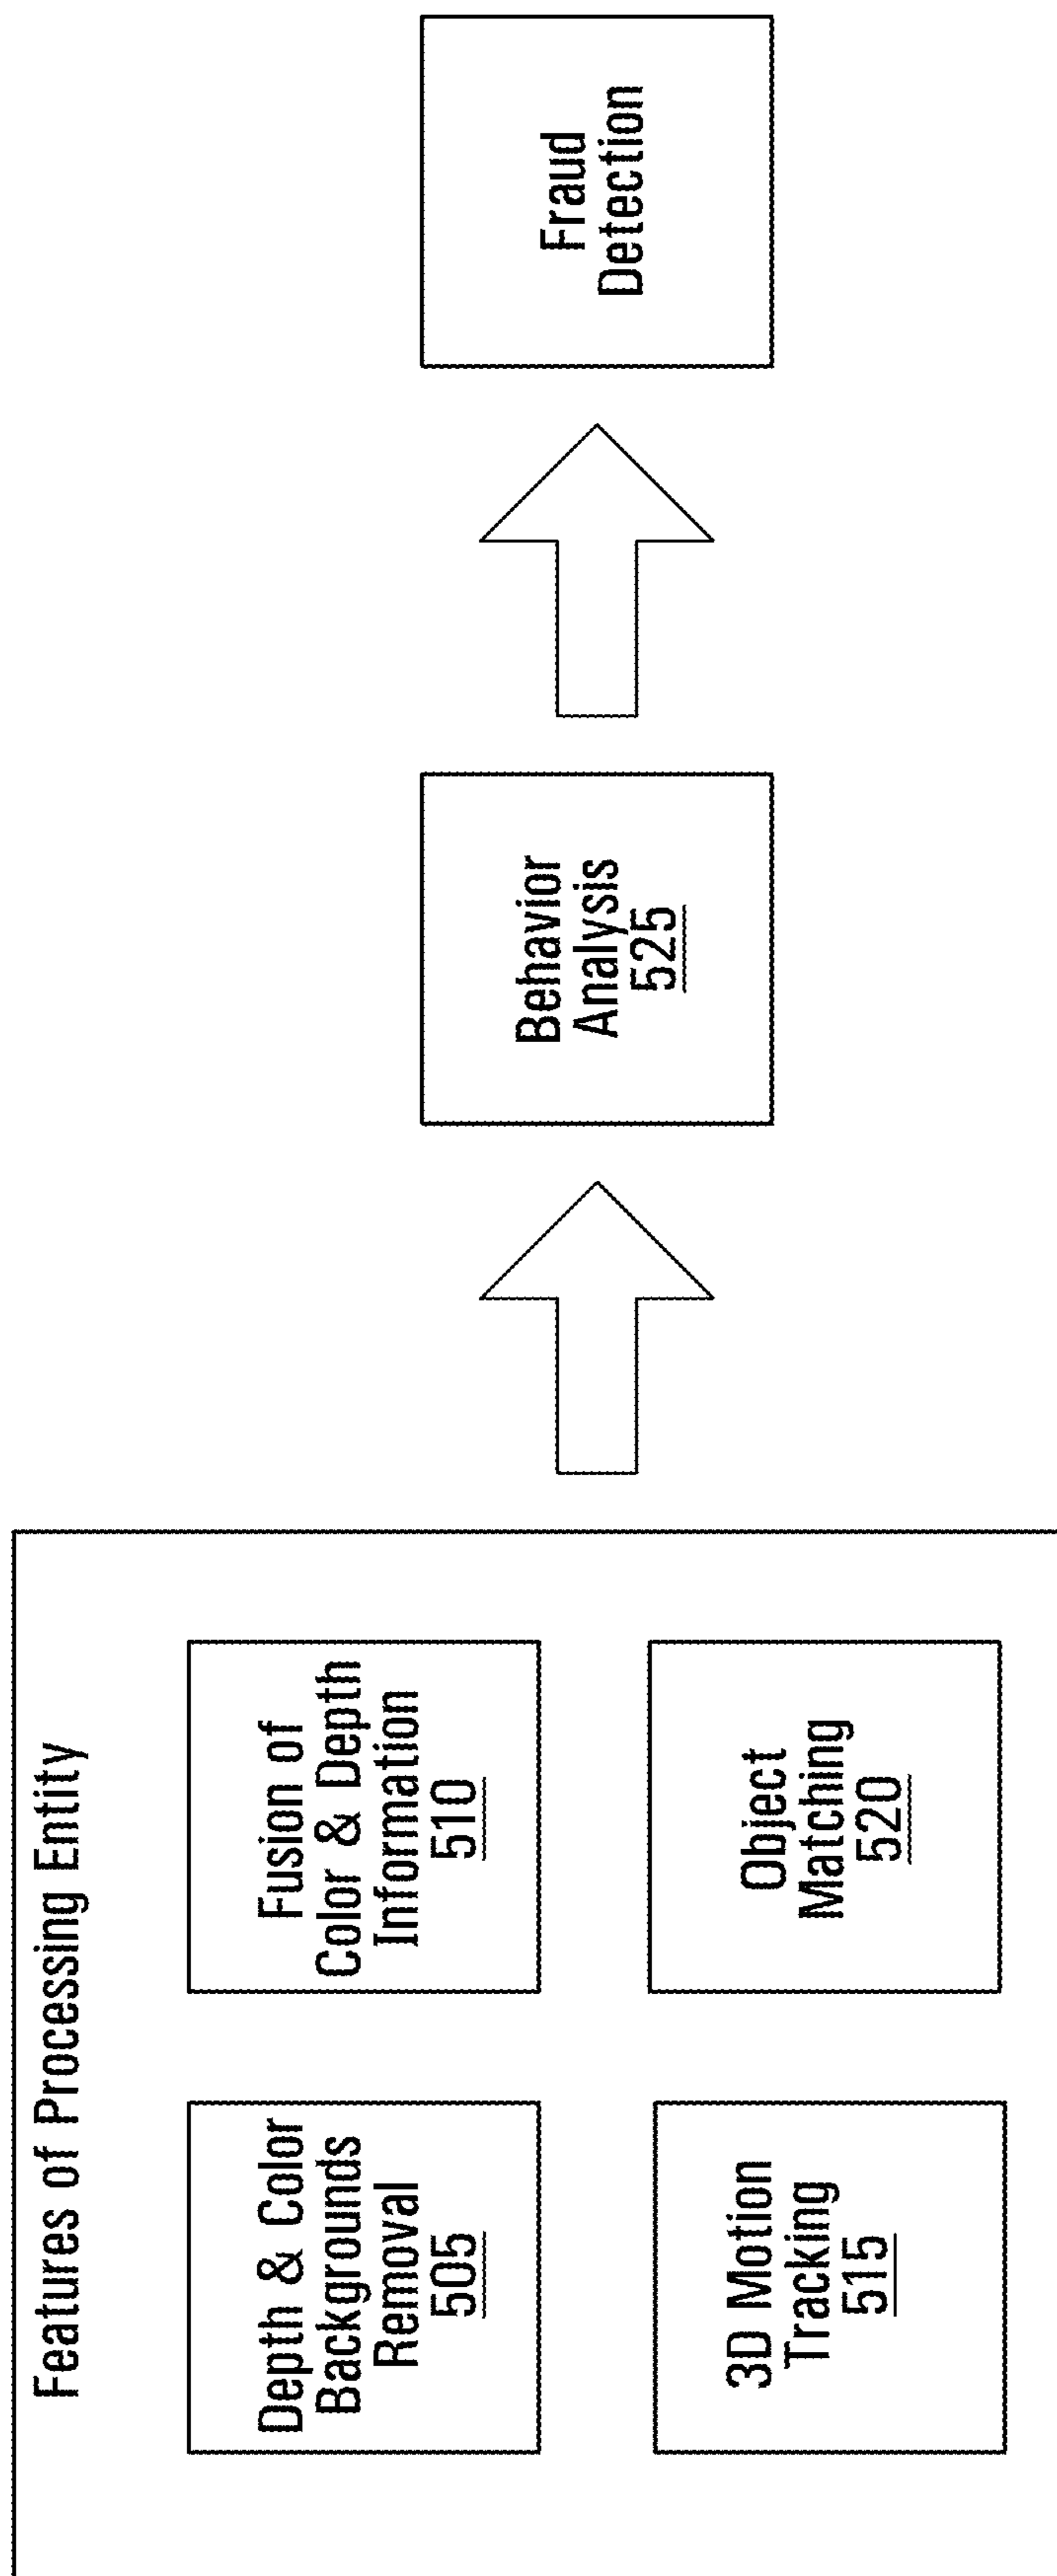 Features of Processing Entity
Depth & Color
Backgrounds
Removal
505
Fusion of
Color & Depth
Information
510
3D Motion
Tracking
515
Object
Matching
520
Behavior
Analysis
525
Fraud
Detection